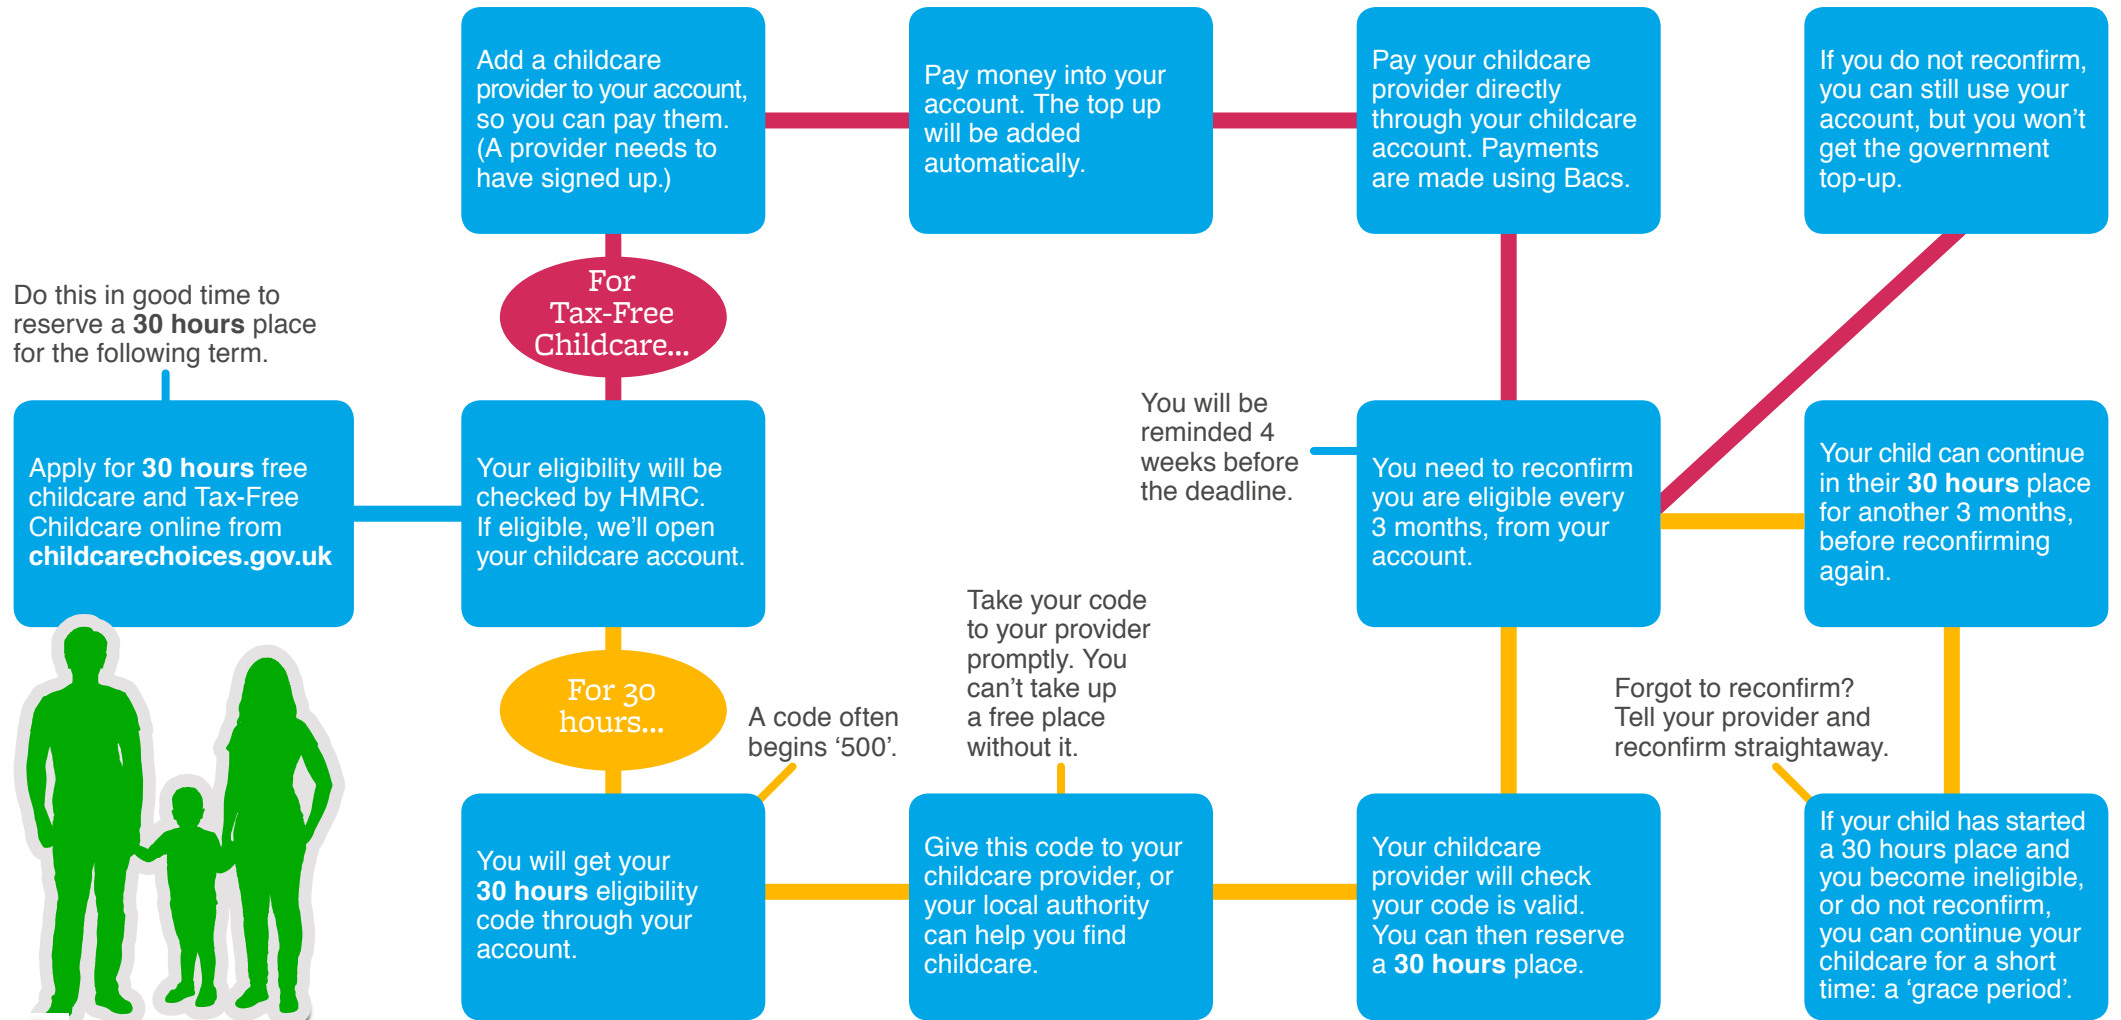 Add a childcare
provider to your account,
so you can pay them.
(A provider needs to
have signed up.)
Pay money into your
account. The top up
will be added
automatically.
Pay your childcare
provider directly
through your childcare
account. Payments
are made using Bacs.
If you do not reconfirm,
you can still use your
account, but you won’t
get the government
top-up.
For
Tax-Free
Childcare...
Do this in good time to
reserve a 30 hours place
for the following term.
Apply for 30 hours free
childcare and Tax-Free
Childcare online from
childcarechoices.gov.uk
Your eligibility will be
checked by HMRC.
If eligible, we’ll open
your childcare account.
You will be
reminded 4
weeks before
the deadline.
You need to reconfirm
you are eligible every
3 months, from your
account.
Your child can continue
in their 30 hours place
for another 3 months,
before reconfirming
again.
For 30
hours...
A code often
begins ‘500’.
Take your code
to your provider
promptly. You
can’t take up
a free place
without it.
Forgot to reconfirm?
Tell your provider and
reconfirm straightaway.
You will get your
30 hours eligibility
code through your
account.
Give this code to your
childcare provider, or
your local authority
can help you find
childcare.
Your childcare
provider will check
your code is valid.
You can then reserve
a 30 hours place.
If your child has started
a 30 hours place and
you become ineligible,
or do not reconfirm,
you can continue your
childcare for a short
time: a ‘grace period’.